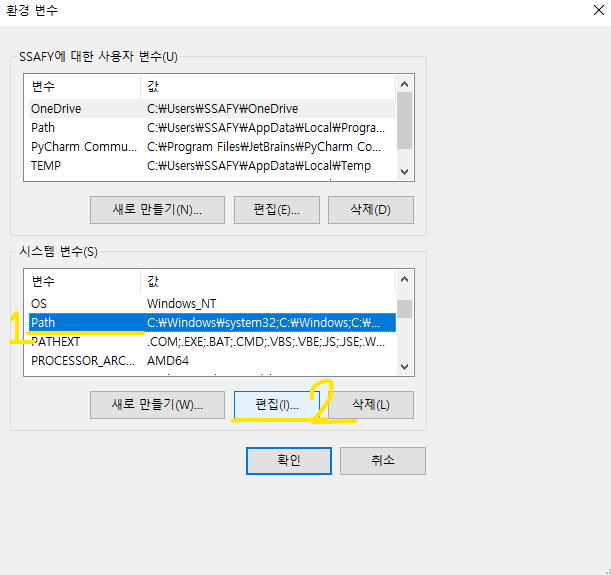 환경 변수
SSAFY에 대한 사용자 변수(U)
변수 값
OneDrive C:\Users\SSAFY\OneDrive
Path C:\Users\SSAFY\AppData\Local\Progra...
PyCharm Commu... C:\Program Files\JetBrains\PyCharm Co...
TEMP C:\Users\SSAFY\AppData\Local\Temp
새로 만들기(N)... 편집(E)... 삭제(D)
시스템 변수(S)
변수 값
OS Windows_NT
1 Path C:\Windows\system32;C:\Windows;C:\...
PATHEXT .COM;.EXE;.BAT;.CMD;.VBS;.VBE;.JS;.JSE;.W...
PROCESSOR_ARC... AMD64
새로 만들기(W)... 편집(I)... 2 삭제(L)
확인 취소